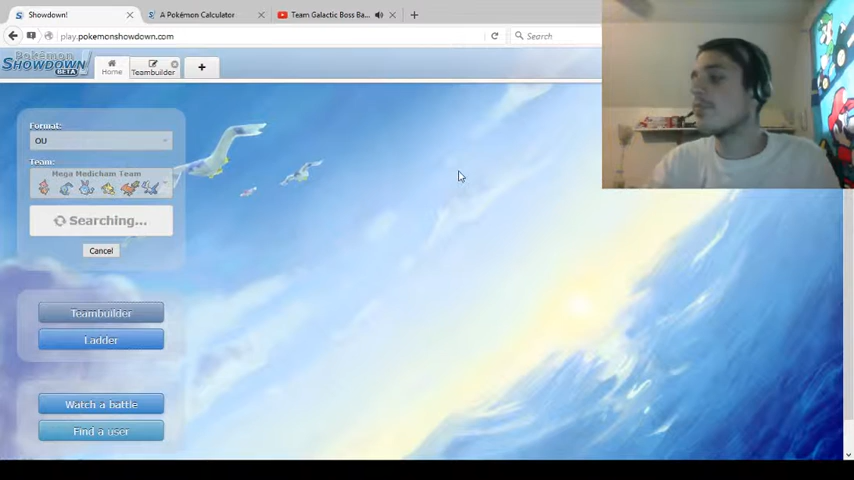 Showdown!
A Pokémon Calculator
Team Galactic Boss Ba...
play.pokemonshowdown.com
Search
Pokémon
SHOWDOWN!
BETA
Home
Teambuilder
Format:
OU
Team:
Mega Medicham Team
Searching...
Cancel
Teambuilder
Ladder
Watch a battle
Find a user